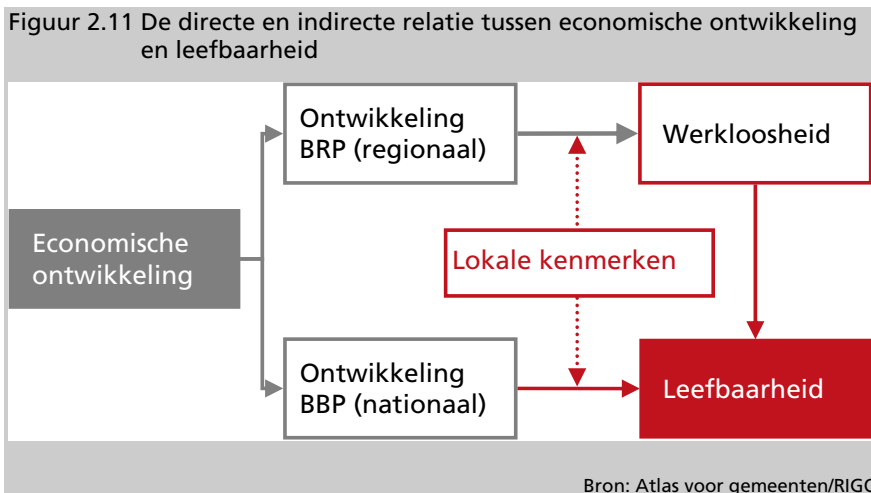 Figuur 2.11 De directe en indirecte relatie tussen economische ontwikkeling
en leefbaarheid
Ontwikkeling
BRP (regionaal)
Werkloosheid
Economische
ontwikkeling
Lokale kenmerken
Ontwikkeling
BBP (nationaal)
Leefbaarheid
Bron: Atlas voor gemeenten/RIGO